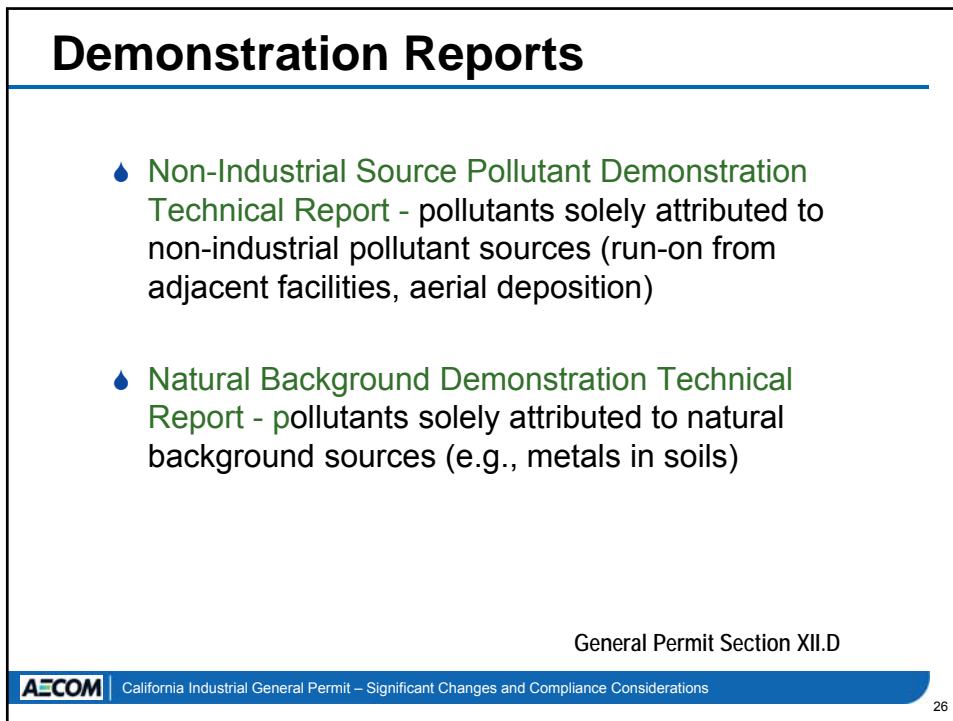 Demonstration Reports
Non-Industrial Source Pollutant Demonstration
Technical Report - pollutants solely attributed to
non-industrial pollutant sources (run-on from
adjacent facilities, aerial deposition)
Natural Background Demonstration Technical
Report - pollutants solely attributed to natural
background sources (e.g., metals in soils)
General Permit Section XII.D
AECOM California Industrial General Permit – Significant Changes and Compliance Considerations
26